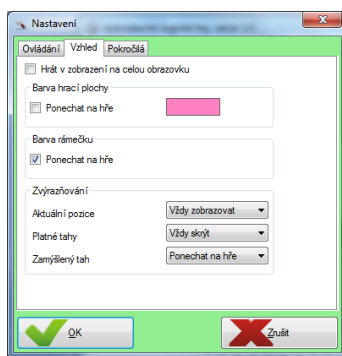 Nastavení
Ovládání Vzhled Pokročilá
Hrát v zobrazení na celou obrazovku
Barva hrací plochy
Ponechat na hře
Barva rámečku
Ponechat na hře
Zvýrazňování
Aktuální pozice Vždy zobrazovat
Platné tahy Vždy skrýt
Zamýšlený tah Ponechat na hře
OK Zrušit